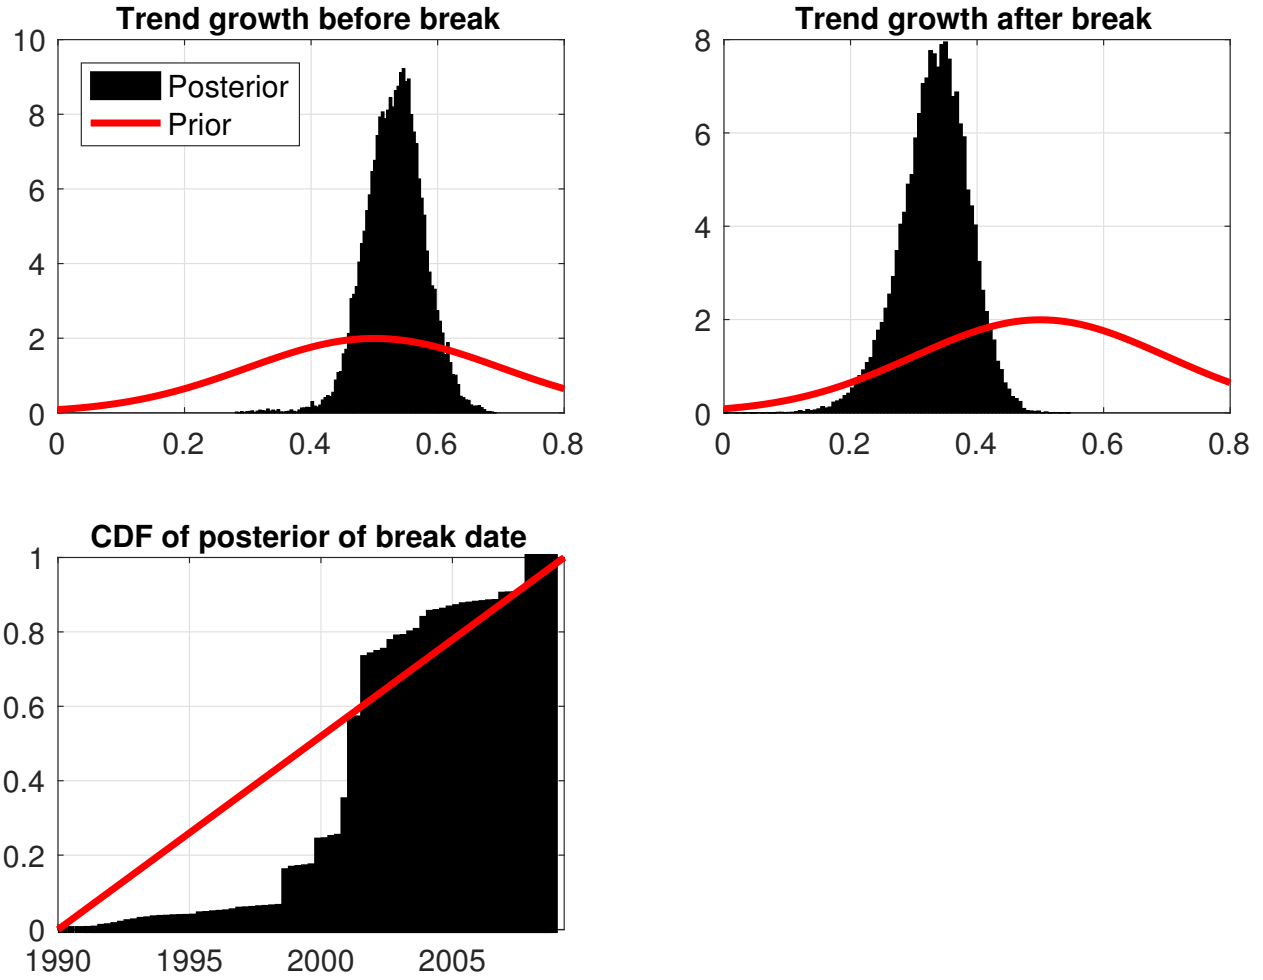 Trend growth before break
10
8
6
4
2
0
Posterior
Prior
0 0.2 0.4 0.6 0.8
Trend growth after break
8
6
4
2
0
0 0.2 0.4 0.6 0.8
CDF of posterior of break date
1
0.8
0.6
0.4
0.2
0
1990 1995 2000 2005